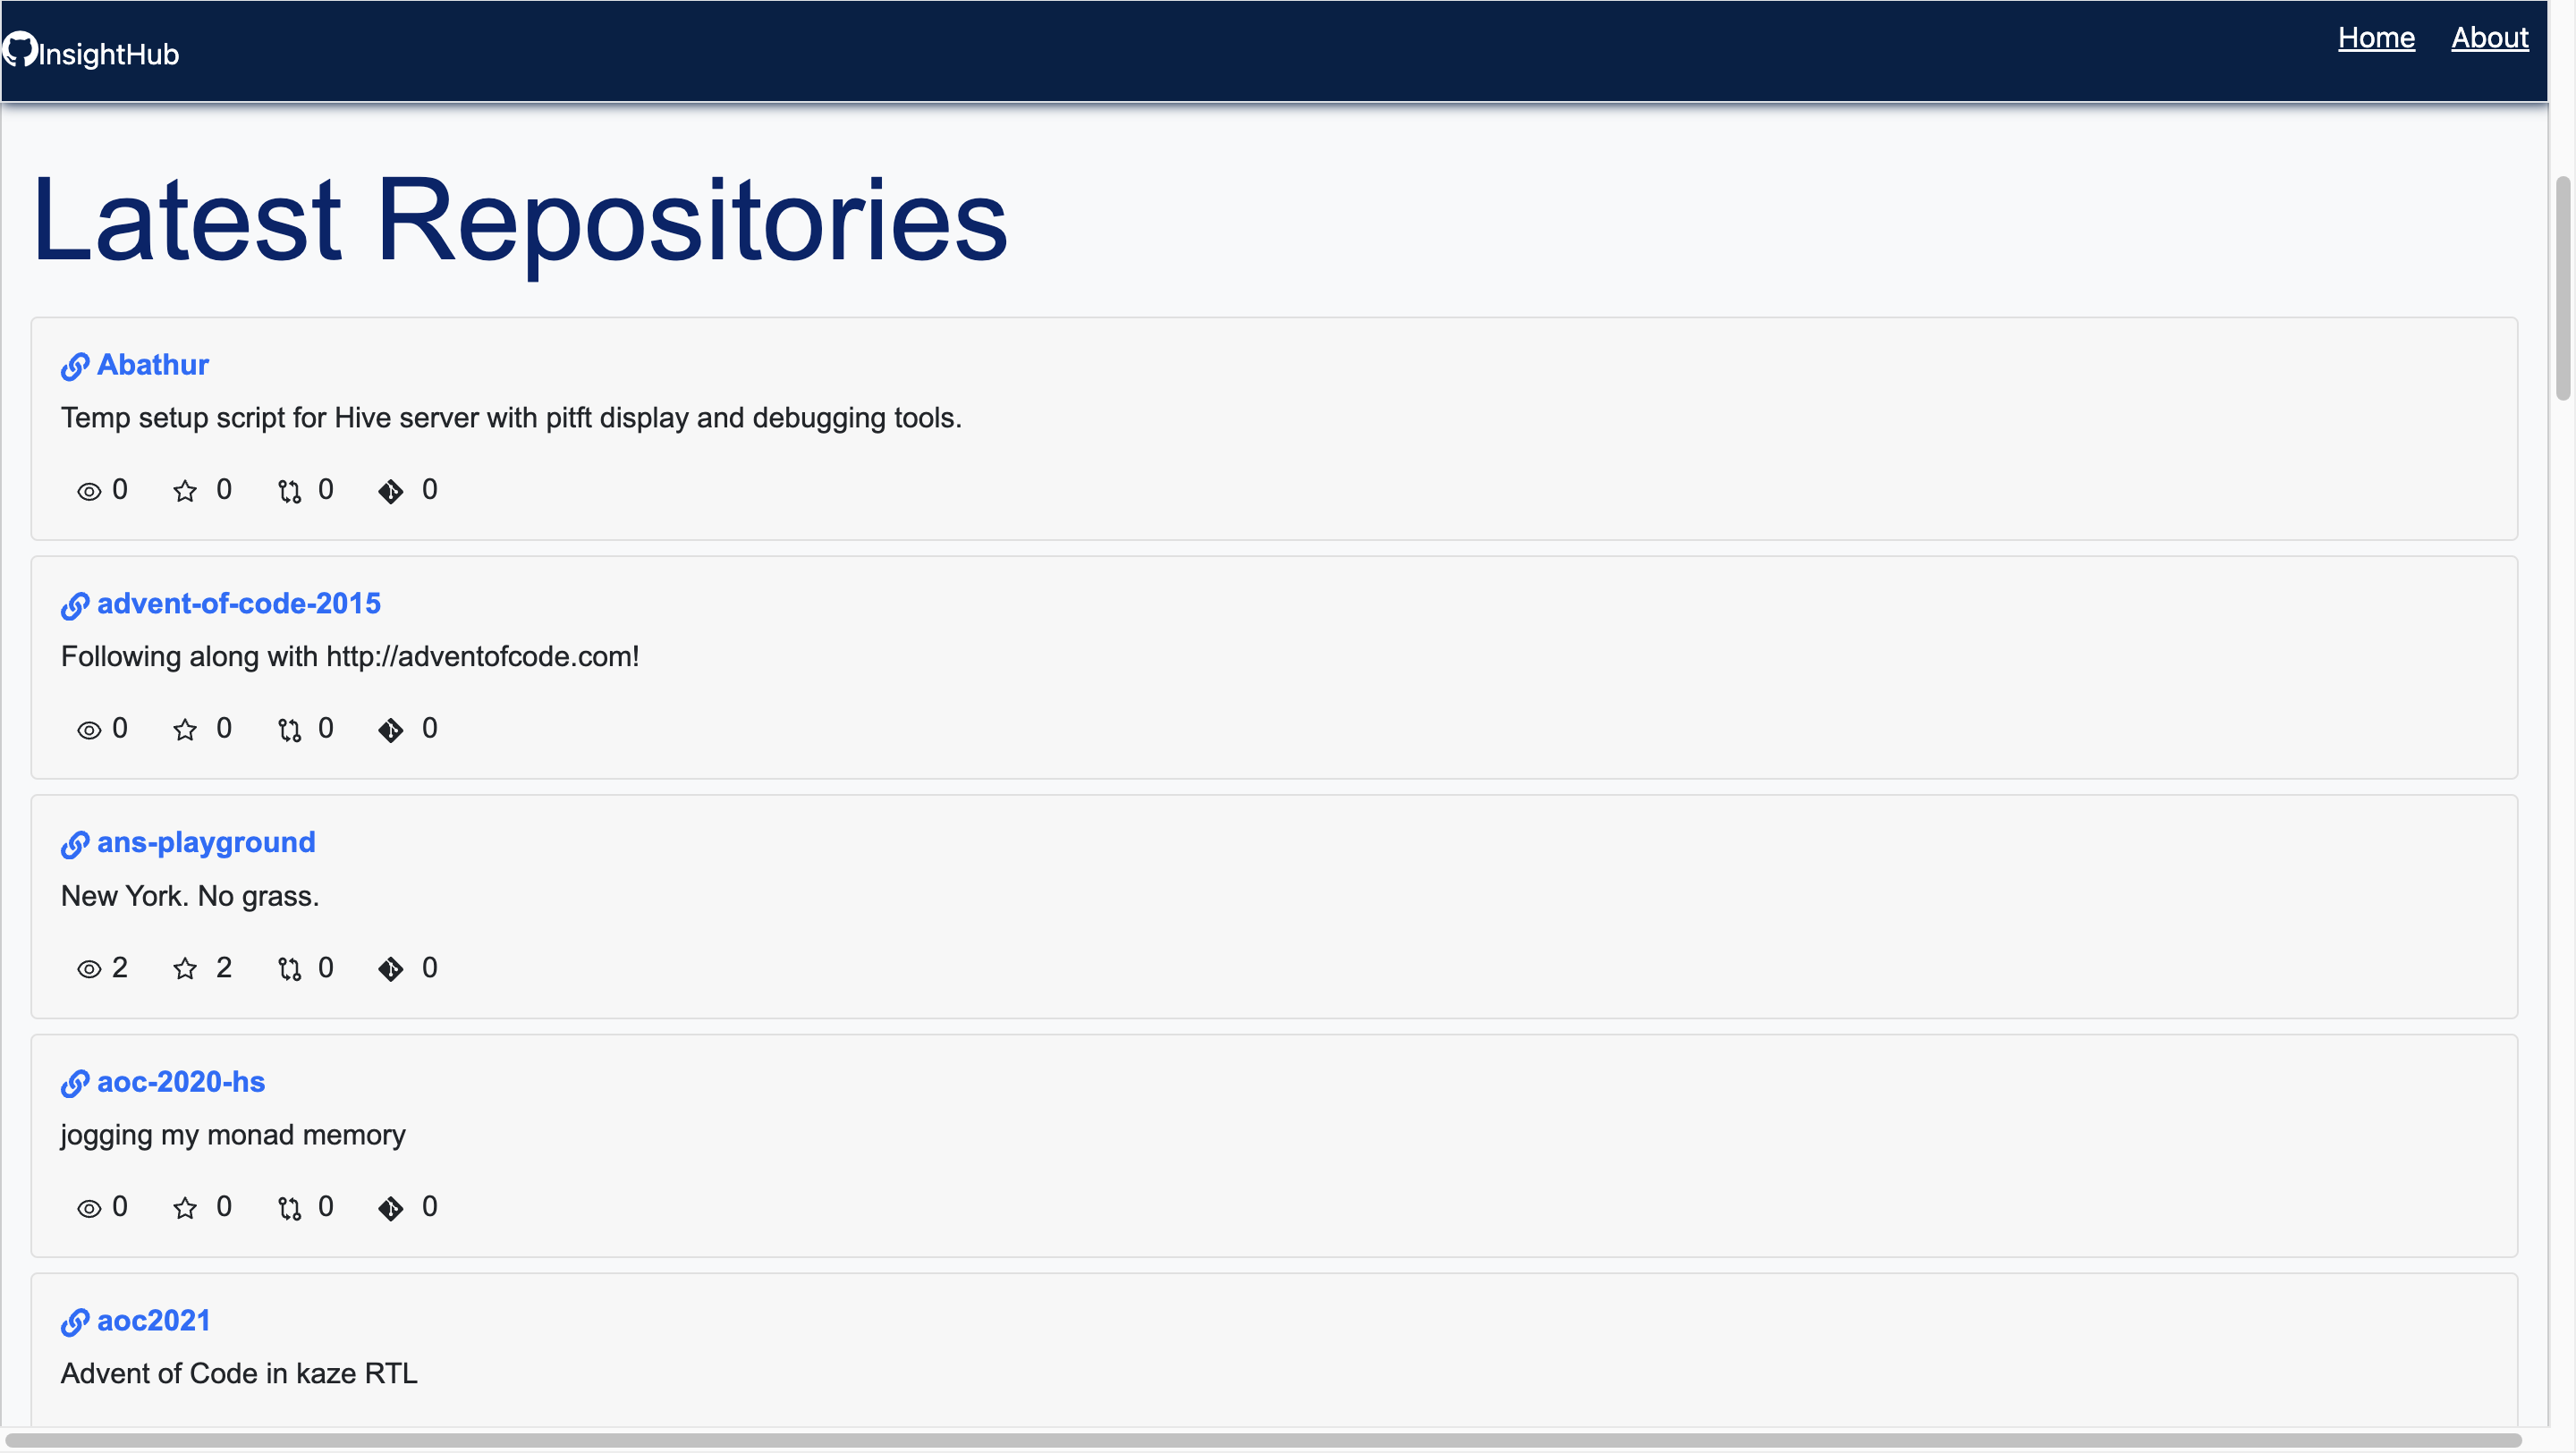 InsightHub
Home About
Latest Repositories
Abathur
Temp setup script for Hive server with pitft display and debugging tools.
0 0 0 0
advent-of-code-2015
Following along with http://adventofcode.com!
0 0 0 0
ans-playground
New York. No grass.
2 2 0 0
aoc-2020-hs
jogging my monad memory
0 0 0 0
aoc2021
Advent of Code in kaze RTL